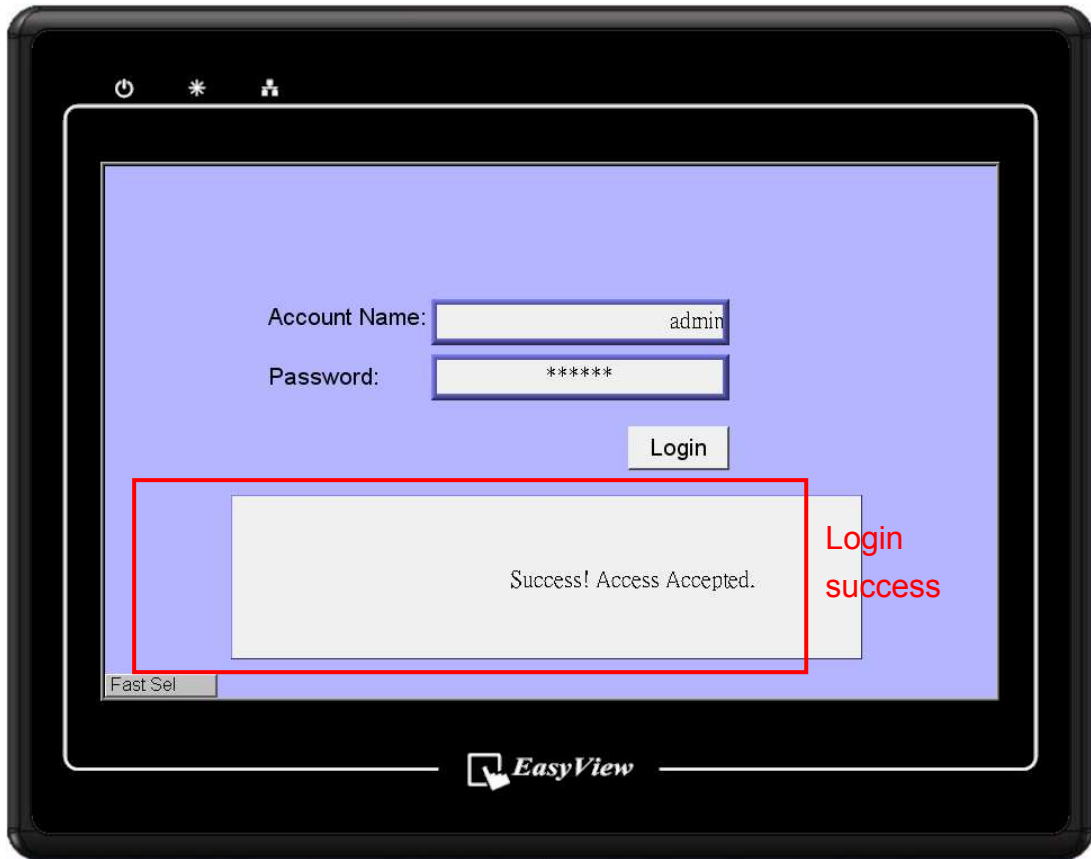 Account Name: admin
Password: ******
Login
Success! Access Accepted.
Login
success
Fast Sel
EasyView